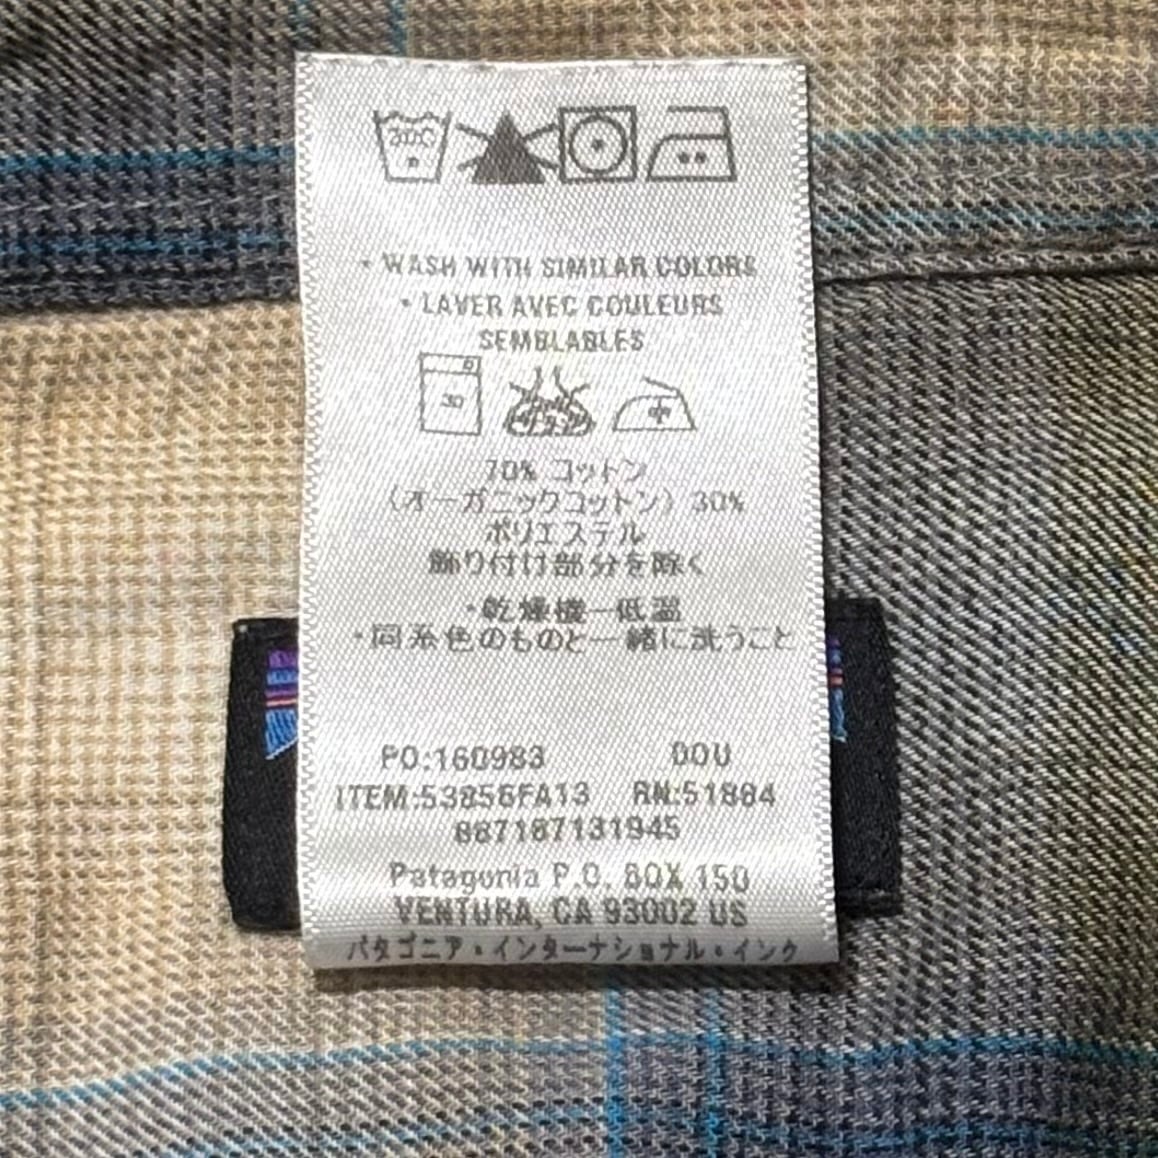 30C
• WASH WITH SIMILAR COLORS
• LAVER AVEC COULEURS
SEMBLABLES
30 中
70% コットン
(オーガニックコットン) 30%
ポリエステル
飾り付け部分を除く
・乾燥機一低温
・同系色のものと一緒に洗うこと
PO:160983 DOU
ITEM:53856FA13 RN:51884
887187131945
Patagonia P.O. BOX 150
VENTURA, CA 93002 US
パタゴニア・インターナショナル・インク